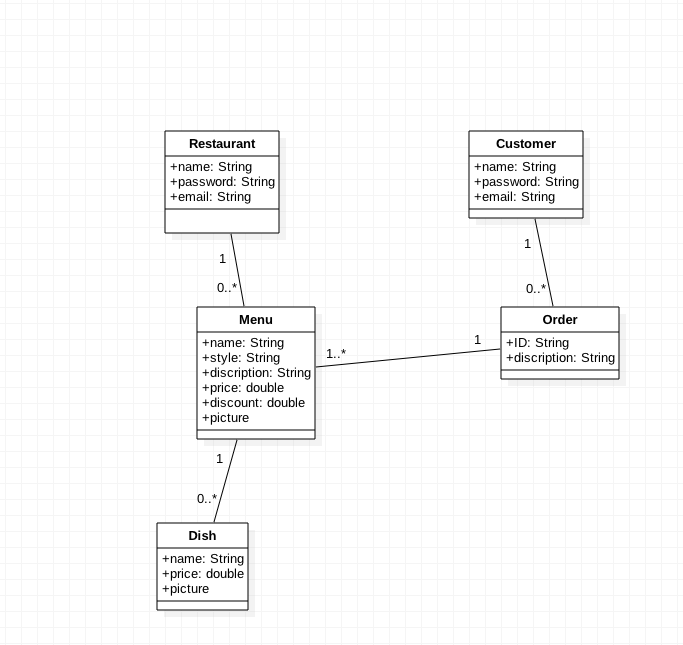 Restaurant
+name: String
+password: String
+email: String
Customer
+name: String
+password: String
+email: String
1
0..*
1
0..*
Menu
+name: String
+style: String
+discription: String
+price: double
+discount: double
+picture
1..*
1
Order
+ID: String
+discription: String
1
0..*
Dish
+name: String
+price: double
+picture